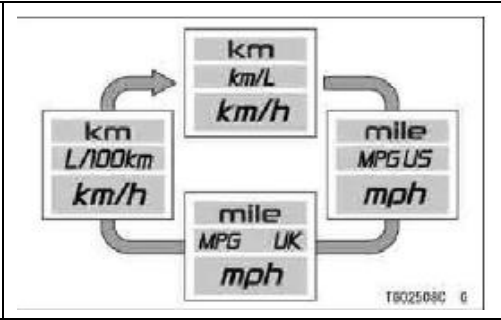 km
km/L
km/h
km
L/100km
km/h
mile
MPG US
mph
mile
MPG UK
mph
T802508C G